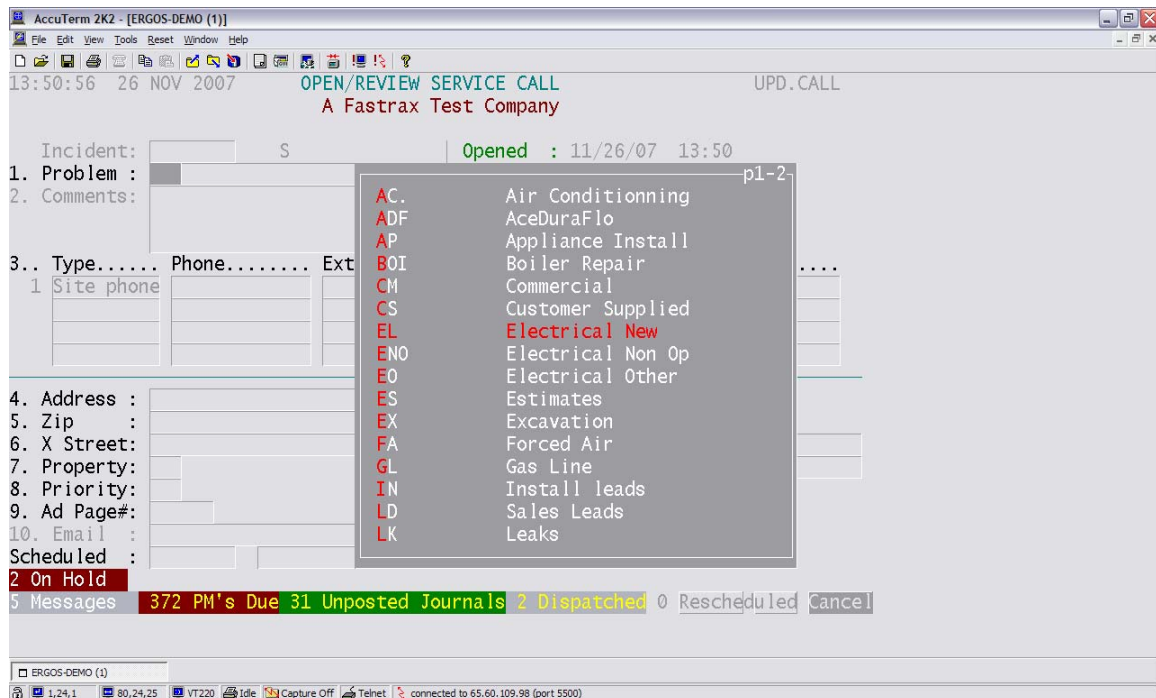 AccuTerm 2K2 - [ERGOS-DEMO (1)]
File Edit View Tools Reset Window Help
13:50:56 26 NOV 2007 OPEN/REVIEW SERVICE CALL UPD.CALL
A Fastrax Test Company
Incident: S Opened : 11/26/07 13:50
1. Problem : p1-2
2. Comments: AC. Air Conditionning
ADF AceDuraFlo
AP Appliance Install
3.. Type...... Phone........ Ext BOI Boiler Repair ....
1 Site phone CM Commercial
CS Customer Supplied
EL Electrical New
ENO Electrical Non Op
EO Electrical Other
4. Address : ES Estimates
5. Zip : EX Excavation
6. X Street: FA Forced Air
7. Property: GL Gas Line
8. Priority: IN Install leads
9. Ad Page#: LD Sales Leads
10. Email : LK Leaks
Scheduled :
2 On Hold
5 Messages 372 PM's Due 31 Unposted Journals 2 Dispatched 0 Rescheduled Cancel
ERGOS-DEMO (1)
1,24,1 80,24,25 VT220 Idle Capture Off Telnet connected to 65.60.109.98 (port 5500)